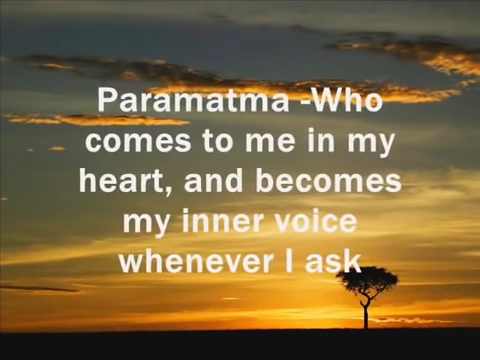 Paramatma -Who
comes to me in my
heart, and becomes
my inner voice
whenever I ask